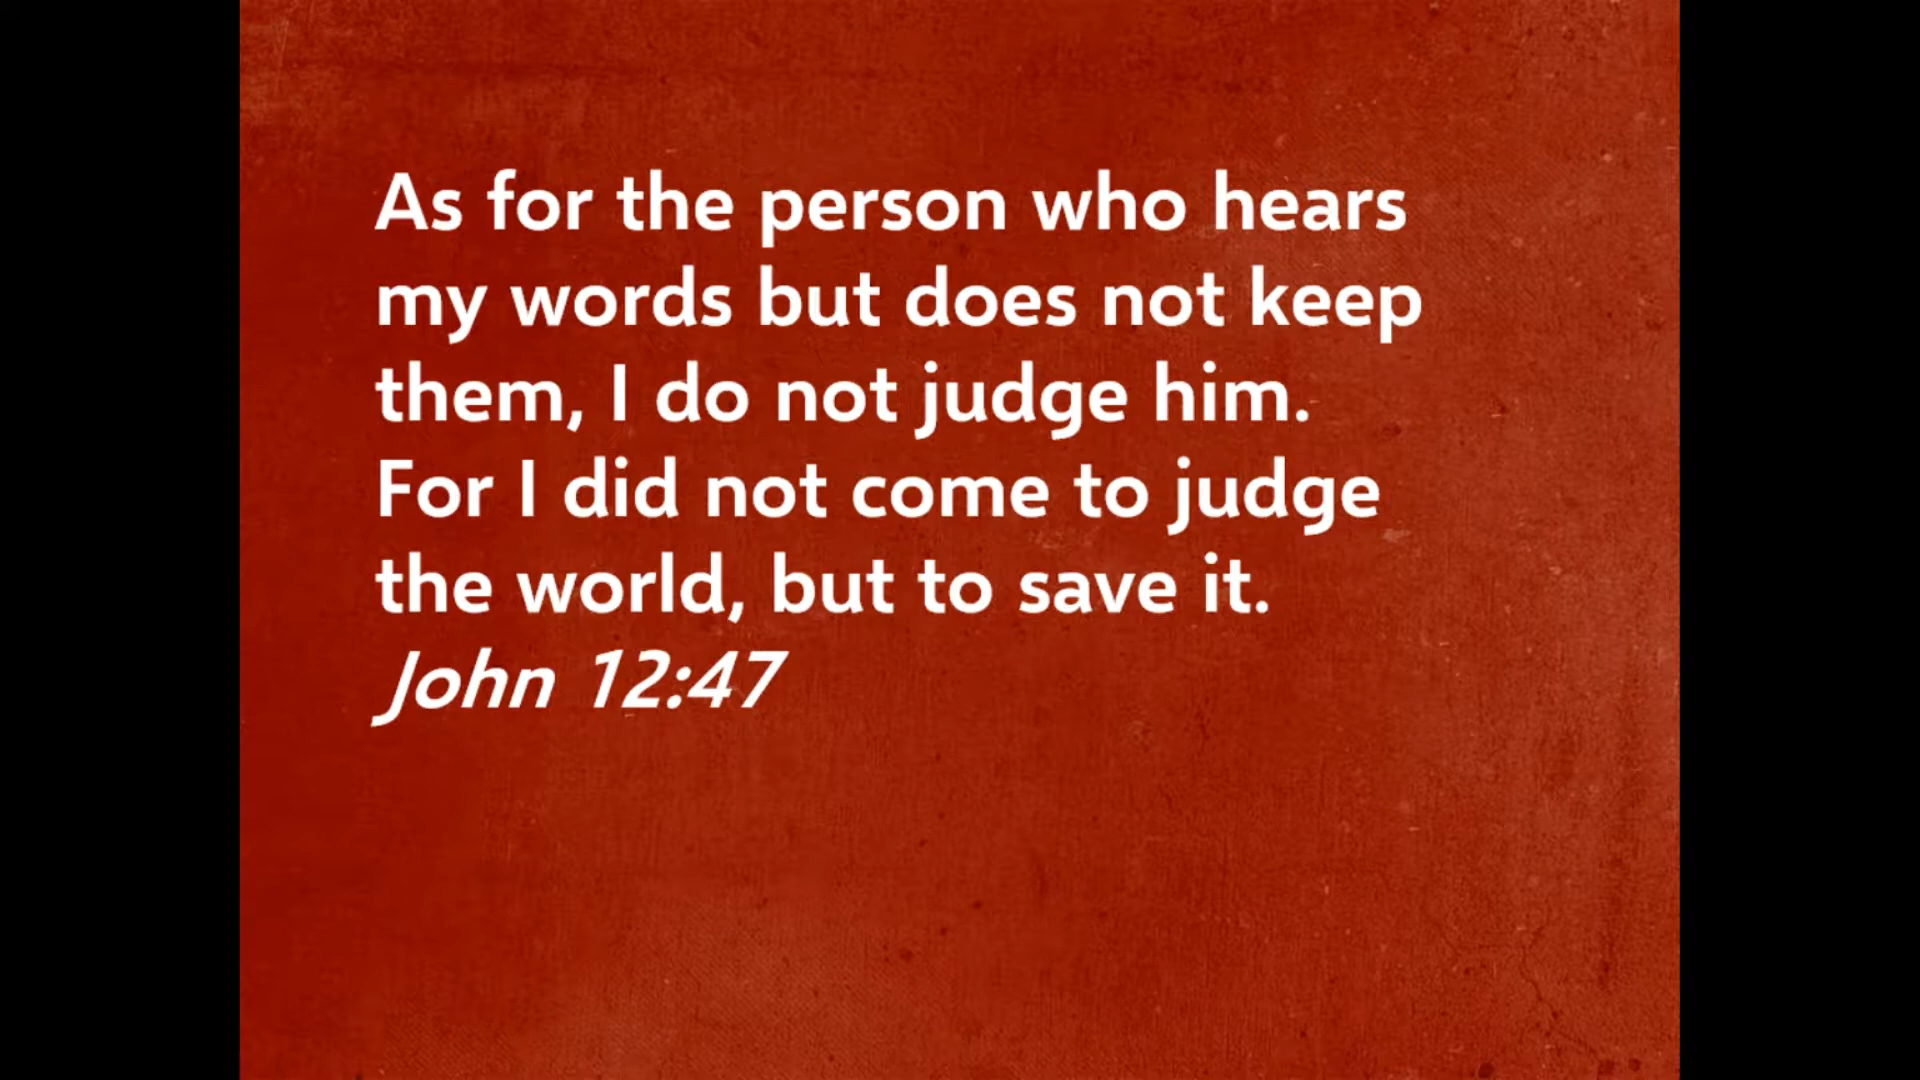 As for the person who hears
my words but does not keep
them, I do not judge him.
For I did not come to judge
the world, but to save it.
John 12:47